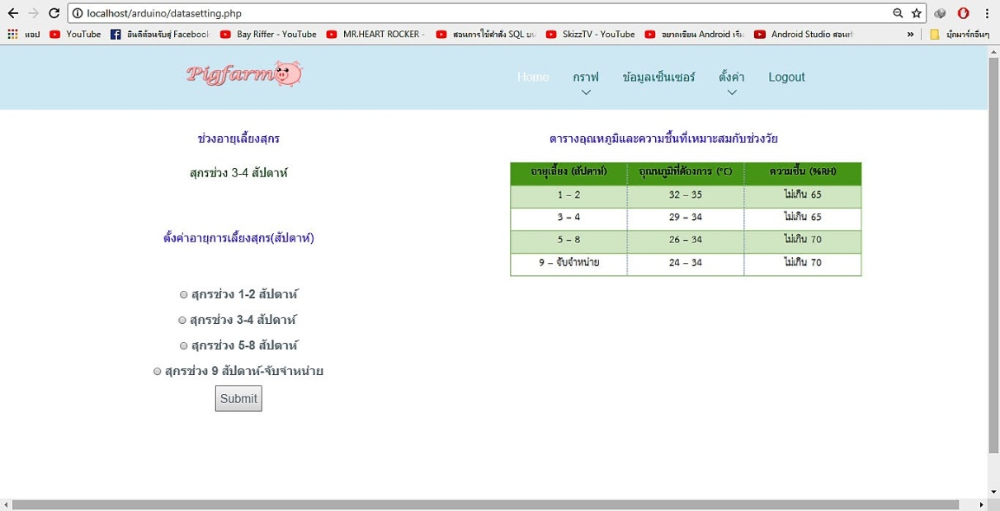 localhost/arduino/datasetting.php
แอป YouTube ยินดีต้อนรับสู่ Facebook Bay Riffer - YouTube MR.HEART ROCKER - สอนการใช้คำสั่ง SQL บน SkizzTV - YouTube อยากเขียน Android เริ่ม Android Studio สอนทำ » บุ๊กมาร์กอื่นๆ
Pigfarm Home กราฟ ข้อมูลเซ็นเซอร์ ตั้งค่า Logout
ช่วงอายุเลี้ยงสุกร
สุกรช่วง 3-4 สัปดาห์
ตั้งค่าอายุการเลี้ยงสุกร(สัปดาห์)
สุกรช่วง 1-2 สัปดาห์
สุกรช่วง 3-4 สัปดาห์
สุกรช่วง 5-8 สัปดาห์
สุกรช่วง 9 สัปดาห์-จับจำหน่าย
Submit
ตารางอุณหภูมิและความชื้นที่เหมาะสมกับช่วงวัย
อายุเลี้ยง (สัปดาห์) อุณหภูมิที่ต้องการ (°C) ความชื้น (%RH)
1 – 2 32 – 35 ไม่เกิน 65
3 – 4 29 – 34 ไม่เกิน 65
5 – 8 26 – 34 ไม่เกิน 70
9 – จับจำหน่าย 24 – 34 ไม่เกิน 70